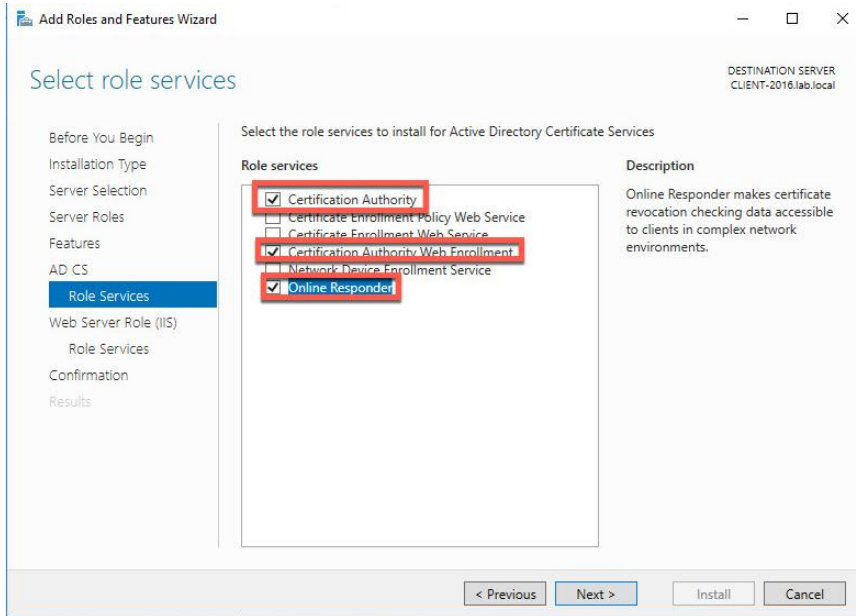 Add Roles and Features Wizard
Select role services
DESTINATION SERVER
CLIENT-2016.lab.local
Before You Begin
Installation Type
Server Selection
Server Roles
Features
AD CS
Role Services
Web Server Role (IIS)
Role Services
Confirmation
Results
Select the role services to install for Active Directory Certificate Services
Role services
Certification Authority
Certificate Enrollment Policy Web Service
Certificate Enrollment Web Service
Certification Authority Web Enrollment
Network Device Enrollment Service
Online Responder
Description
Online Responder makes certificate
revocation checking data accessible
to clients in complex network
environments.
< Previous
Next >
Install
Cancel